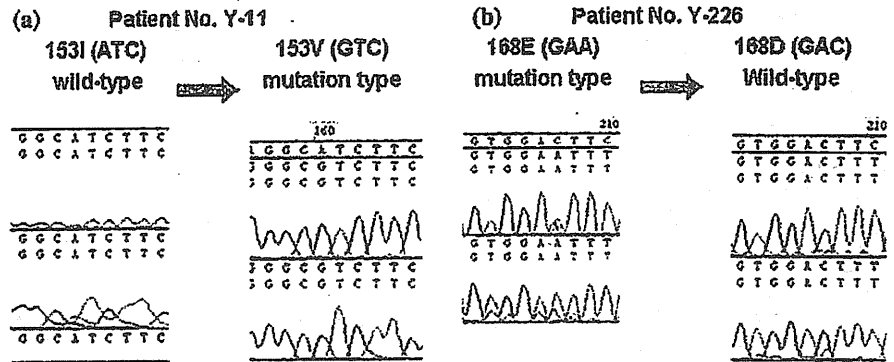 (a) Patient No. Y-11
153I (ATC)
wild-type
153V (GTC)
mutation type
G G C A T C T T C
G G C A T C T T C
G G C A T C T T C
G G C A T C T T C
G G C A T C T T C
160
G G C A T C T T C
G G C G T C T T C
G G C G T C T T C
G G C G T C T T C
G G C G T C T T C
(b) Patient No. Y-226
168E (GAA)
mutation type
168D (GAC)
Wild-type
210
G T G G A C T T C
G T G G A A T T T
G T G G A A T T T
G T G G A A T T T
G T G G A A T T T
210
G T G G A C T T C
G T G G A C T T T
G T G G A C T T T
G T G G A C T T T
G T G G A C T T T